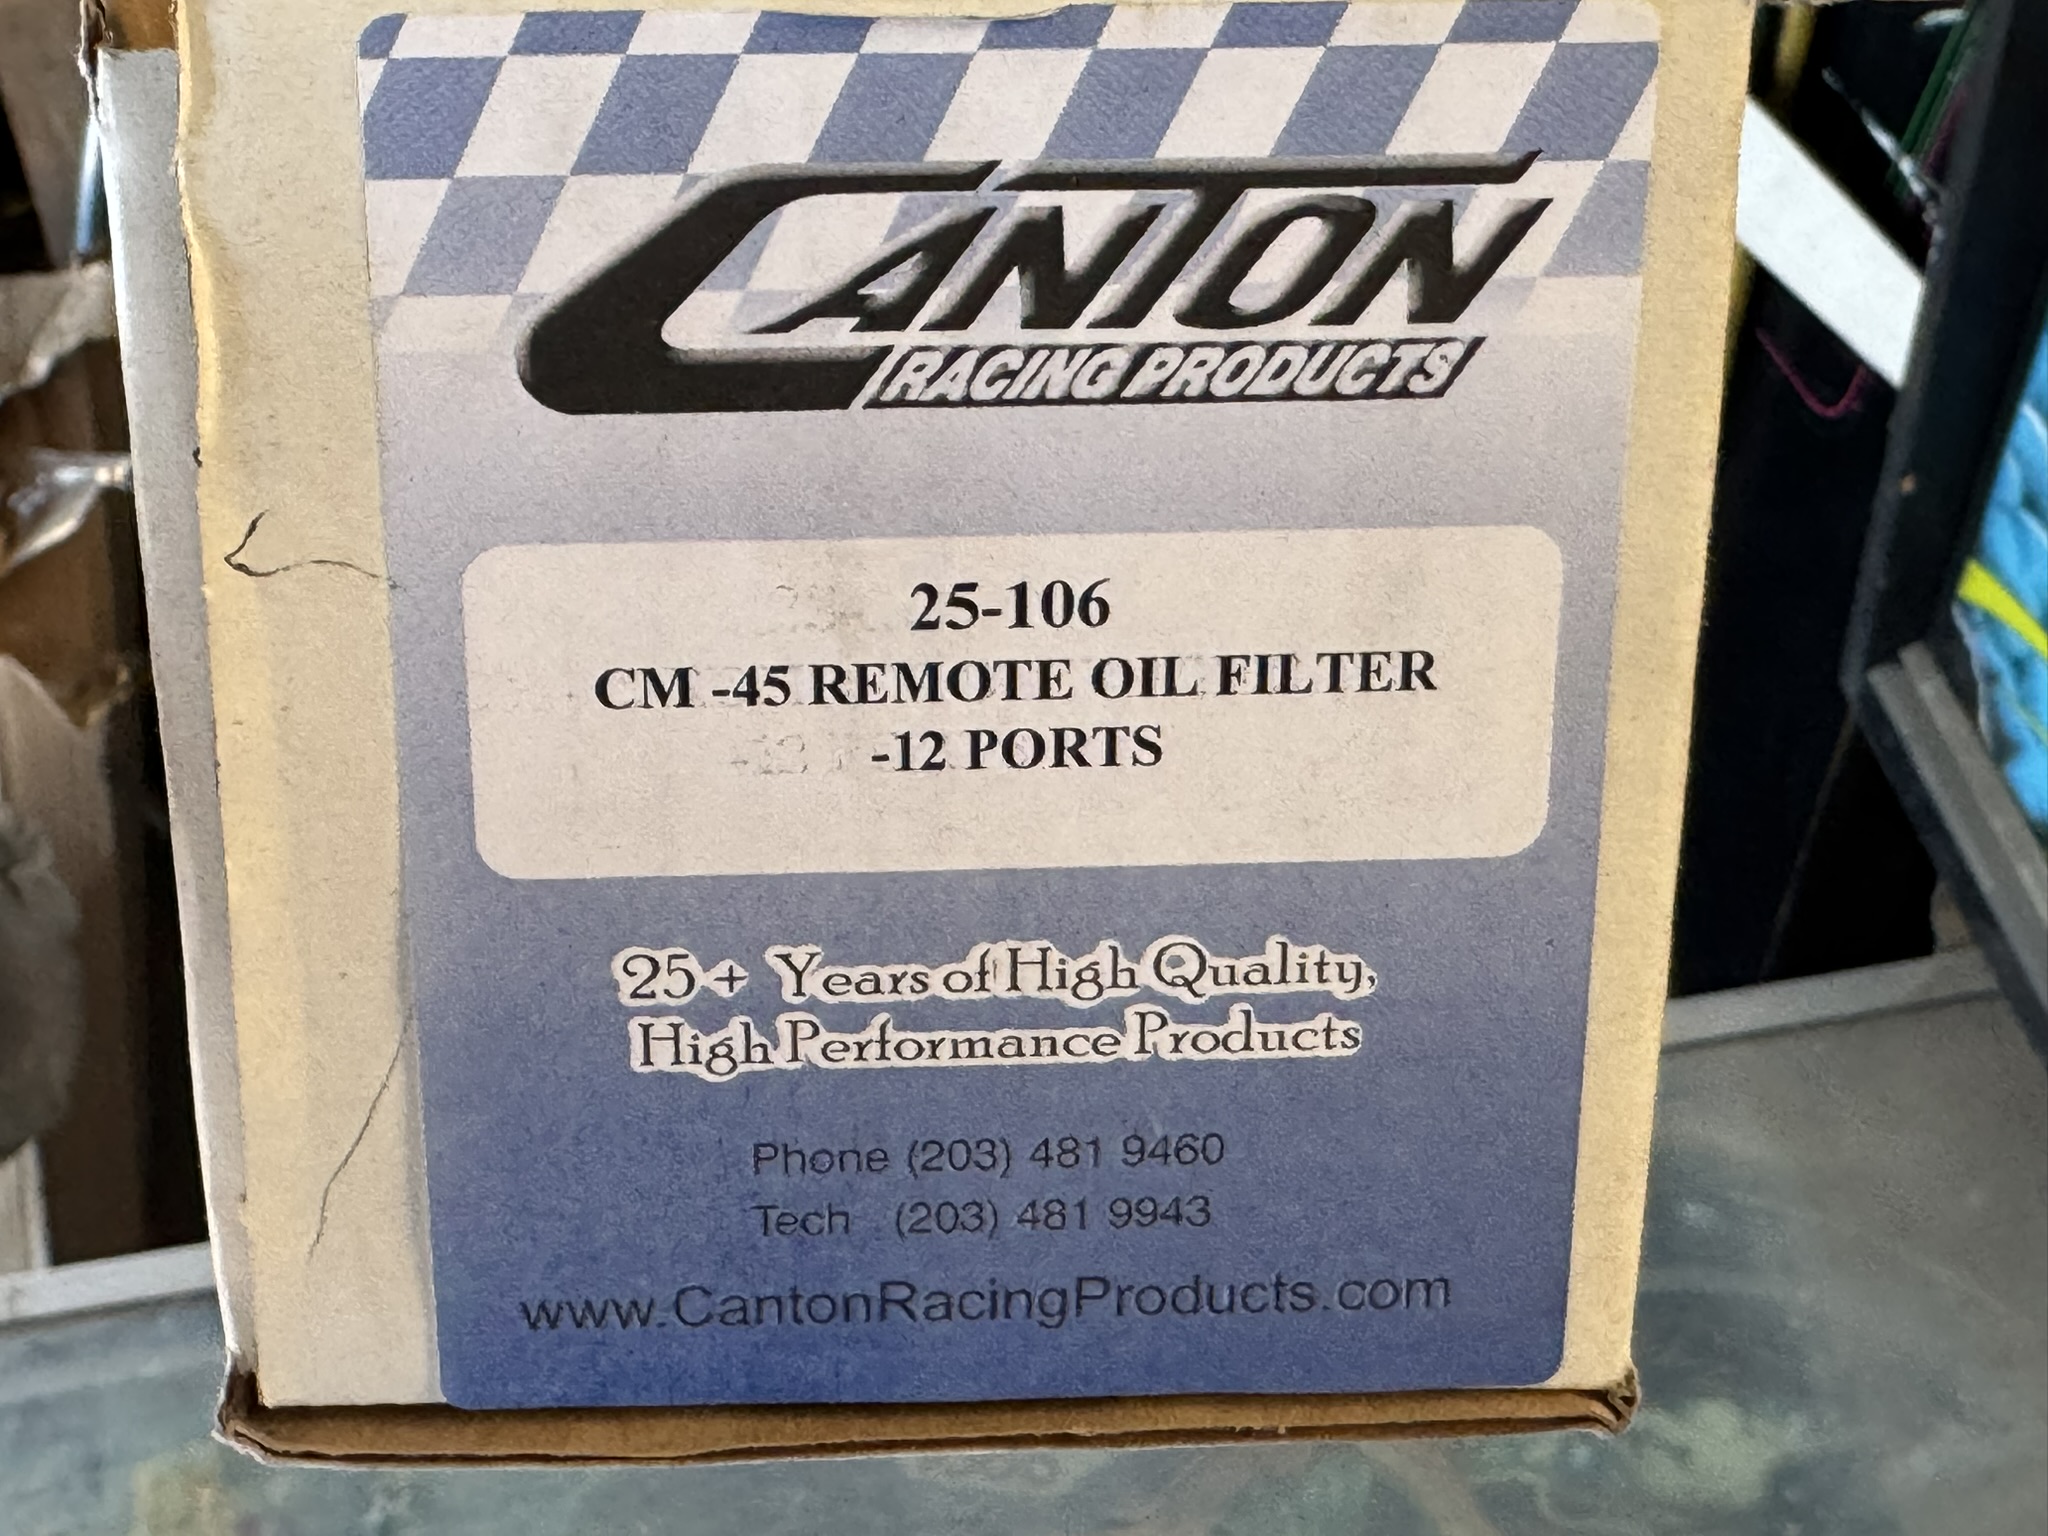 CANTON
RACING PRODUCTS
25-106
CM -45 REMOTE OIL FILTER
-12 PORTS
25+ Years of High Quality,
High Performance Products
Phone (203) 481 9460
Tech (203) 481 9943
www.CantonRacingProducts.com